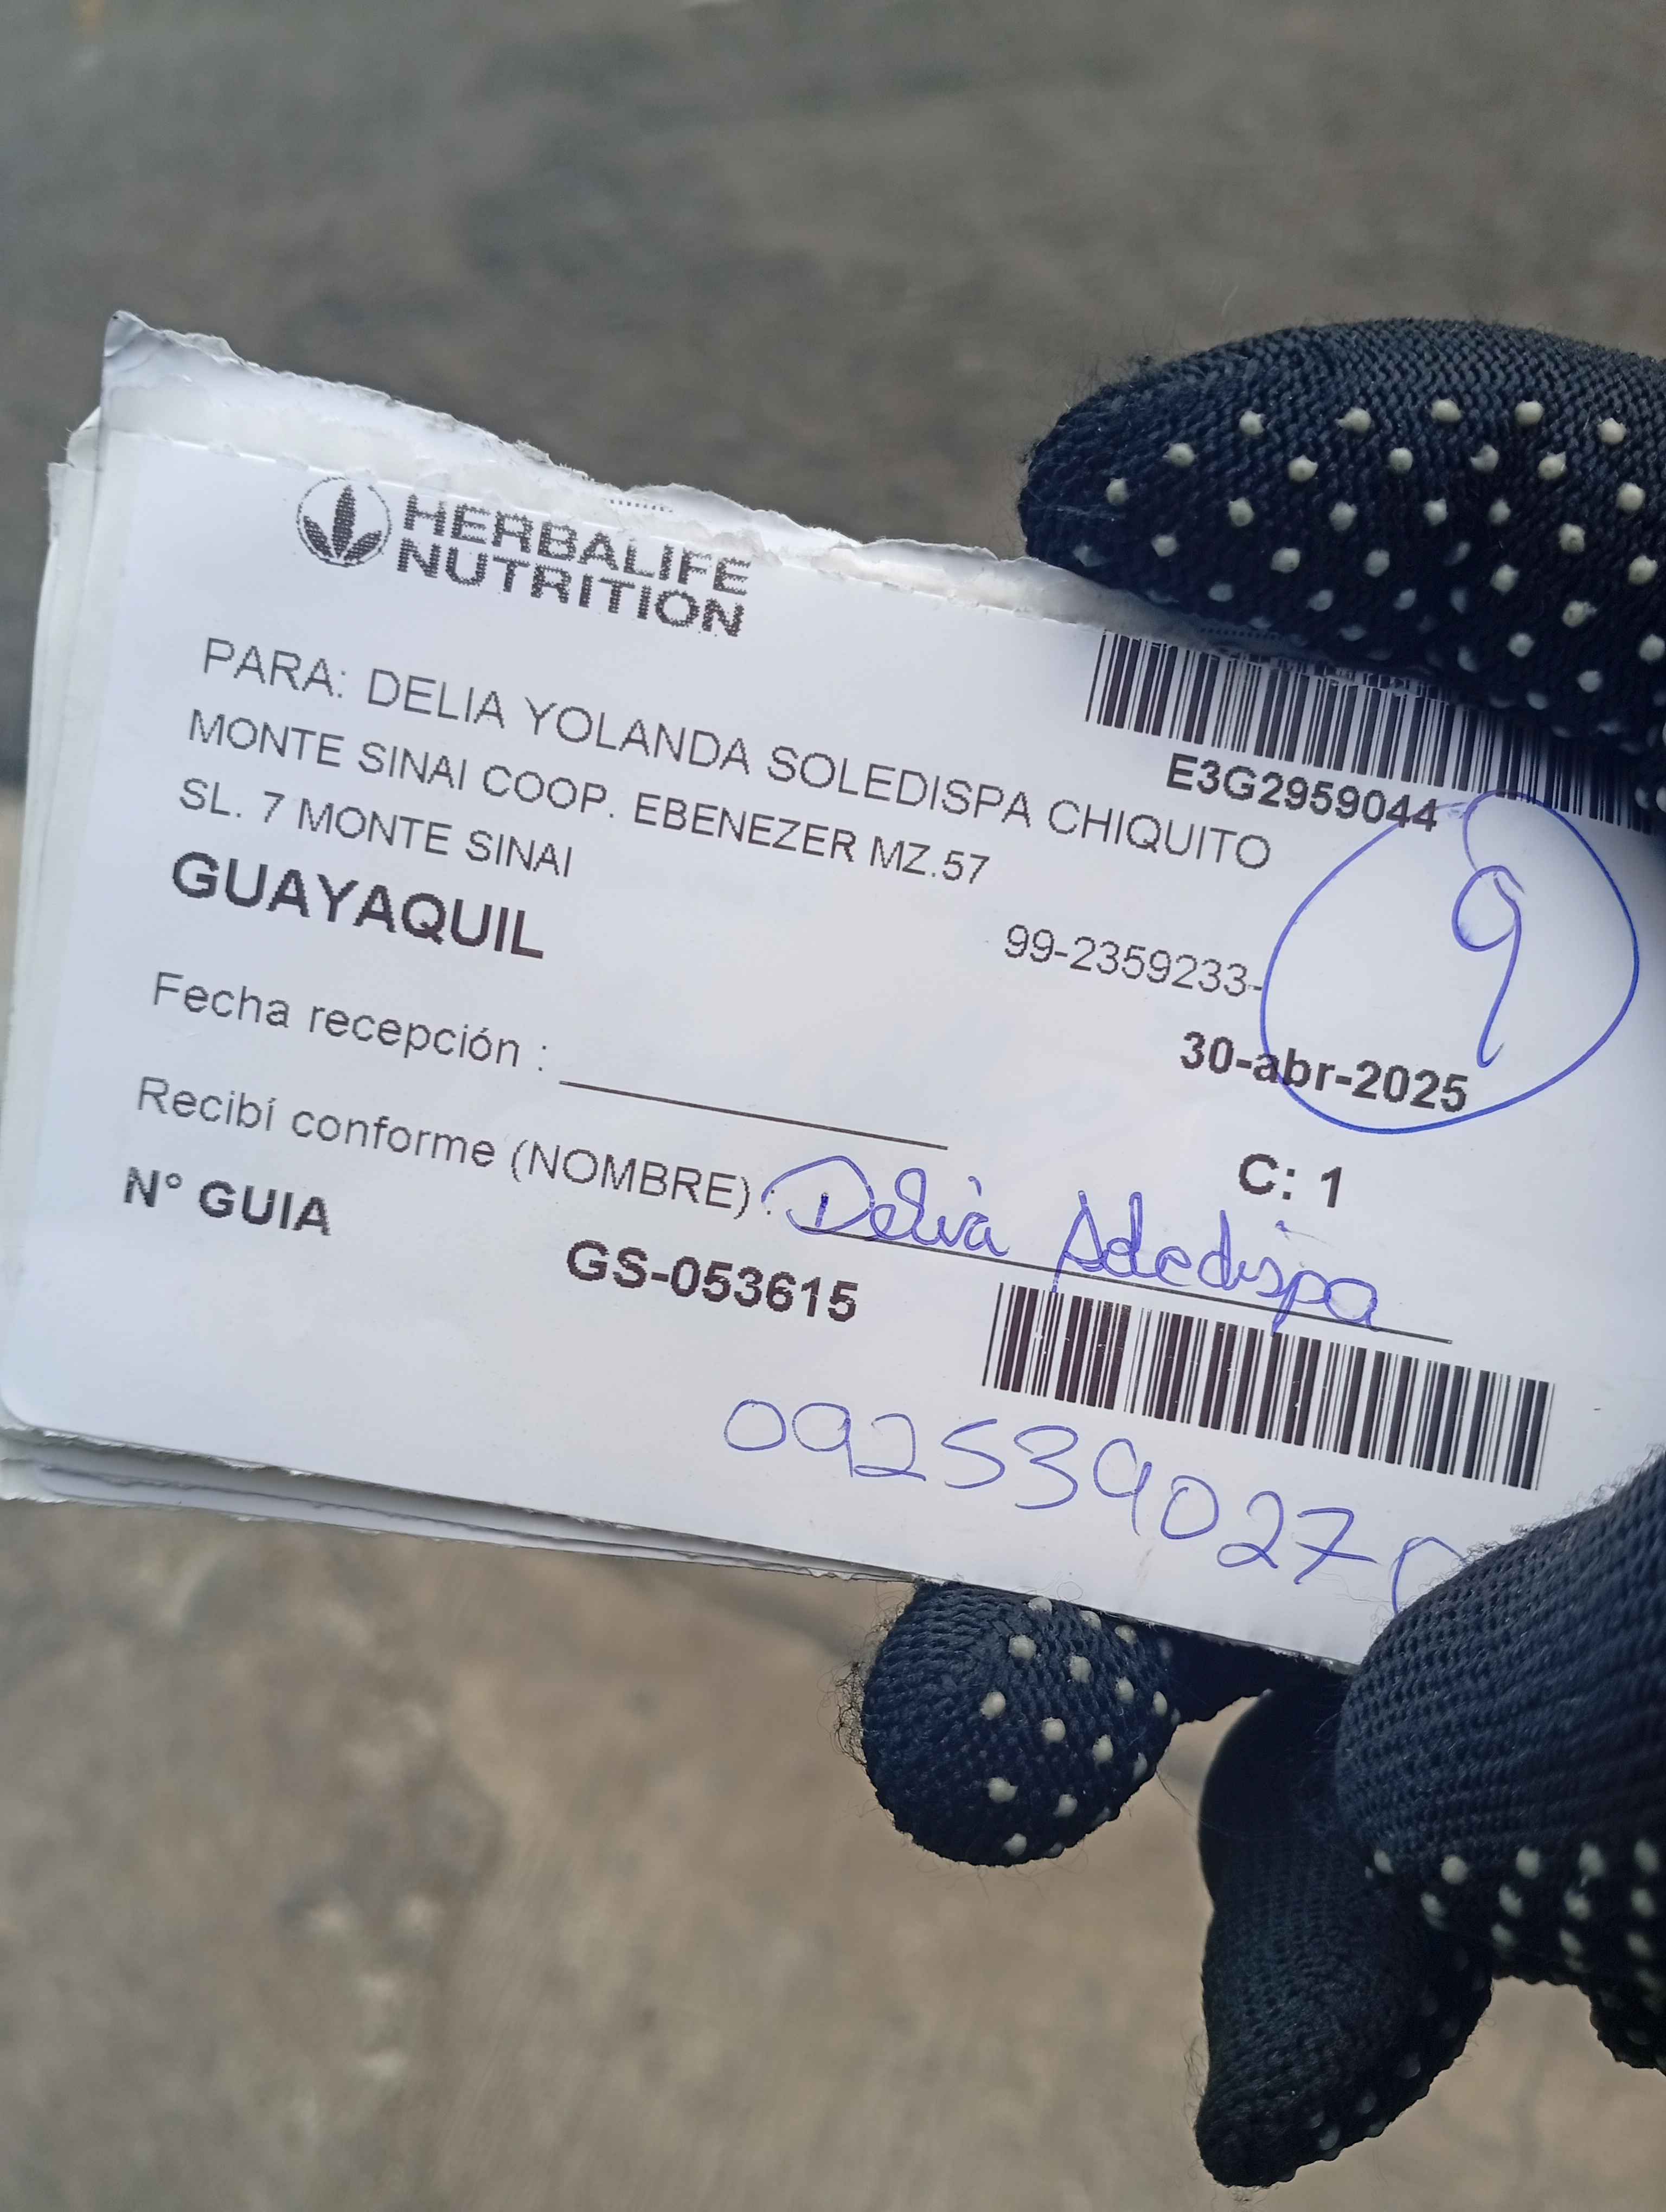 HERBALIFE
NUTRITION
E3G2959044
PARA: DELIA YOLANDA SOLEDISPA CHIQUITO
MONTE SINAI COOP. EBENEZER MZ.57
SL. 7 MONTE SINAI
GUAYAQUIL
99-2359233-
9
30-abr-2025
Fecha recepción :
C: 1
Recibí conforme (NOMBRE) : Delia Soledispa
N° GUIA GS-053615
092539027